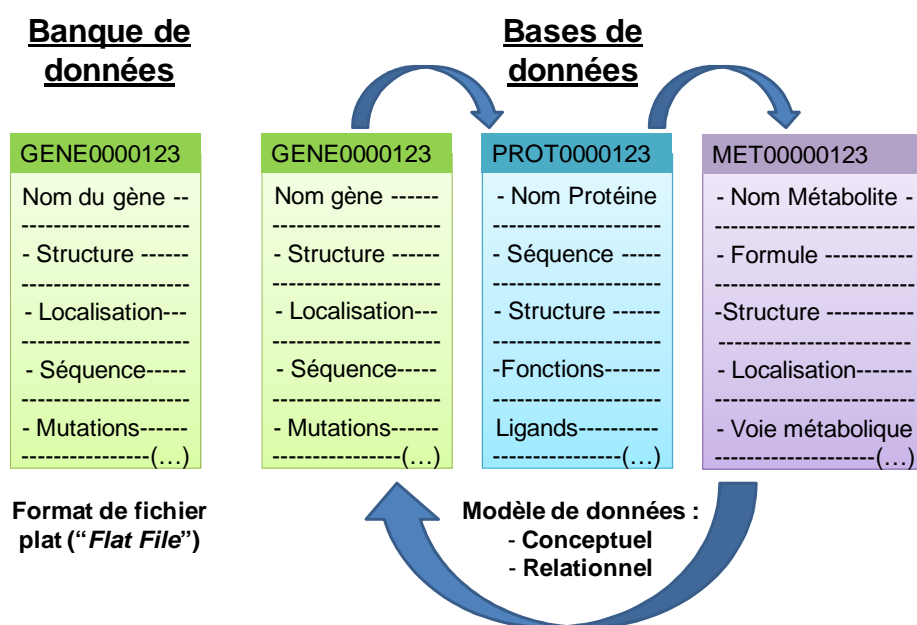 Banque de
données
Bases de
données
GENE0000123
Nom du gène --
-------------------------
- Structure ------
-------------------------
- Localisation---
-------------------------
- Séquence-----
-------------------------
- Mutations------
-----------------(…)
GENE0000123
Nom gène ------
-------------------------
- Structure ------
-------------------------
- Localisation---
-------------------------
- Séquence-----
-------------------------
- Mutations------
-----------------(…)
PROT0000123
- Nom Protéine
-------------------------
- Séquence ------
-------------------------
- Structure ------
-------------------------
-Fonctions-------
-------------------------
Ligands-----------
-----------------(…)
MET00000123
- Nom Métabolite -
--------------------------
- Formule ------------
--------------------------
-Structure -----------
-------------------------
- Localisation-------
--------------------------
- Voie métabolique
---------------------(…)
Format de fichier
plat (“Flat File”)
Modèle de données :
- Conceptuel
- Relationnel